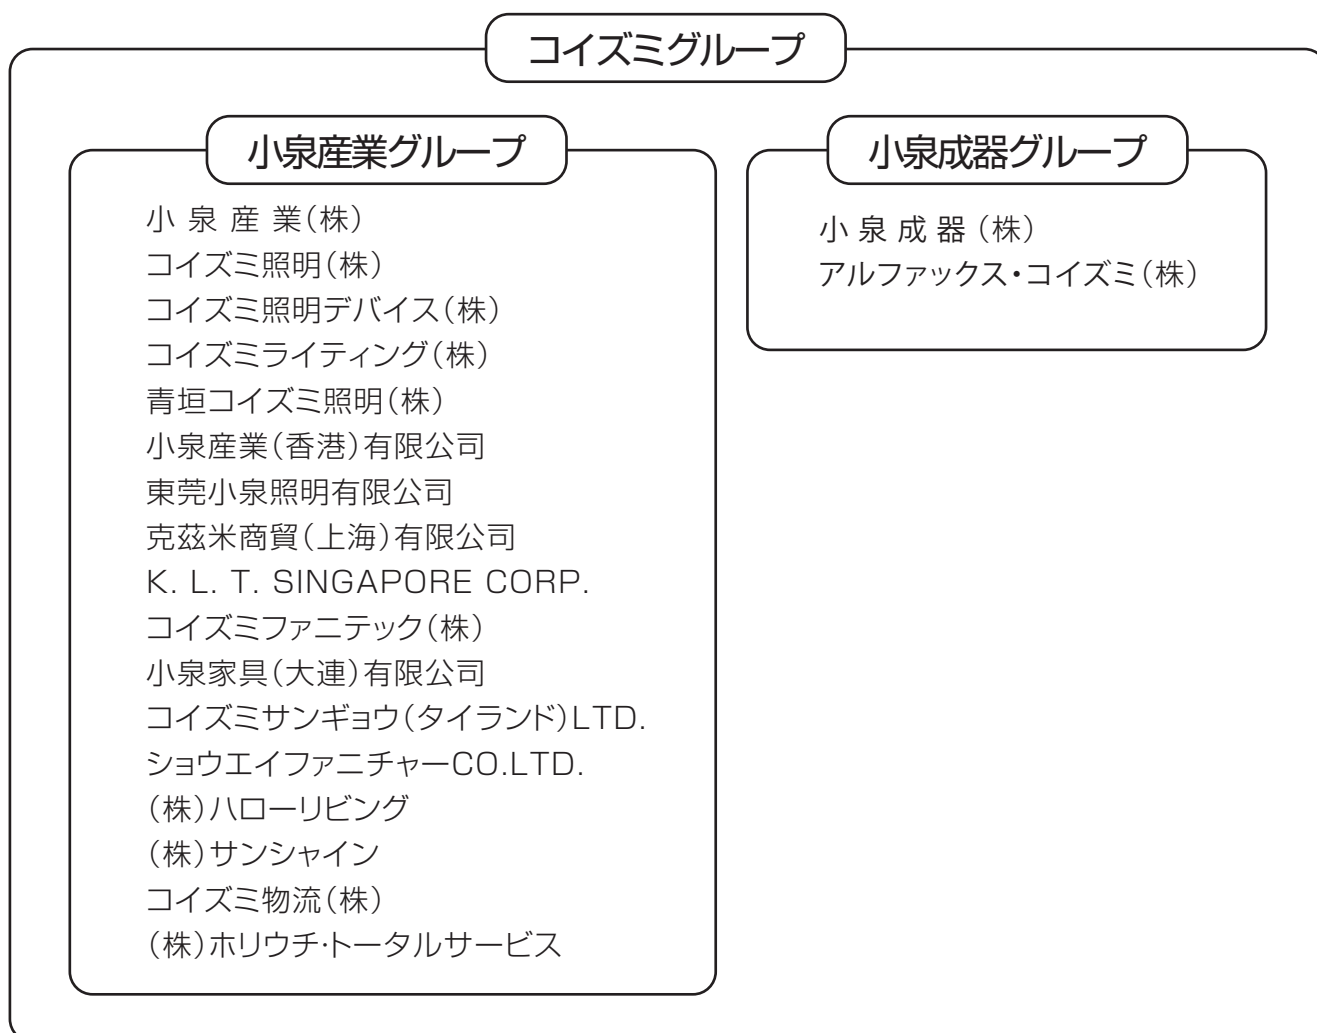 コイズミグループ
小泉産業グループ
小 泉 産 業(株)
コイズミ照明(株)
コイズミ照明デバイス(株)
コイズミライティング(株)
青垣コイズミ照明(株)
小泉産業(香港)有限公司
東莞小泉照明有限公司
克茲米商貿(上海)有限公司
K. L. T. SINGAPORE CORP.
コイズミファニテック(株)
小泉家具(大連)有限公司
コイズミサンギョウ(タイランド)LTD.
ショウエイファニチャーCO.LTD.
(株)ハローリビング
(株)サンシャイン
コイズミ物流(株)
(株)ホリウチ・トータルサービス
小泉成器グループ
小 泉 成 器 (株)
アルファックス・コイズミ(株)